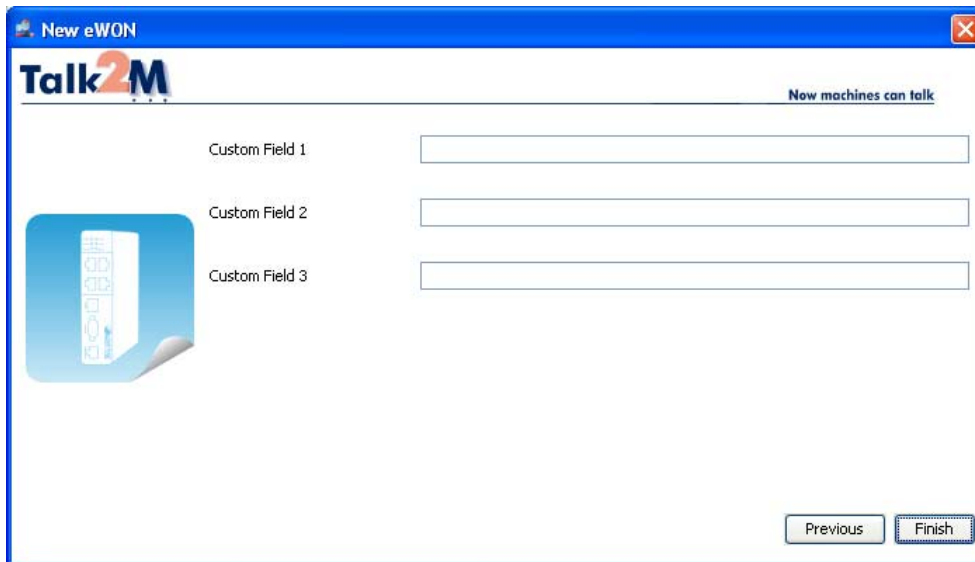 New eWON
Talk2M
Now machines can talk
Custom Field 1
Custom Field 2
Custom Field 3
Previous
Finish